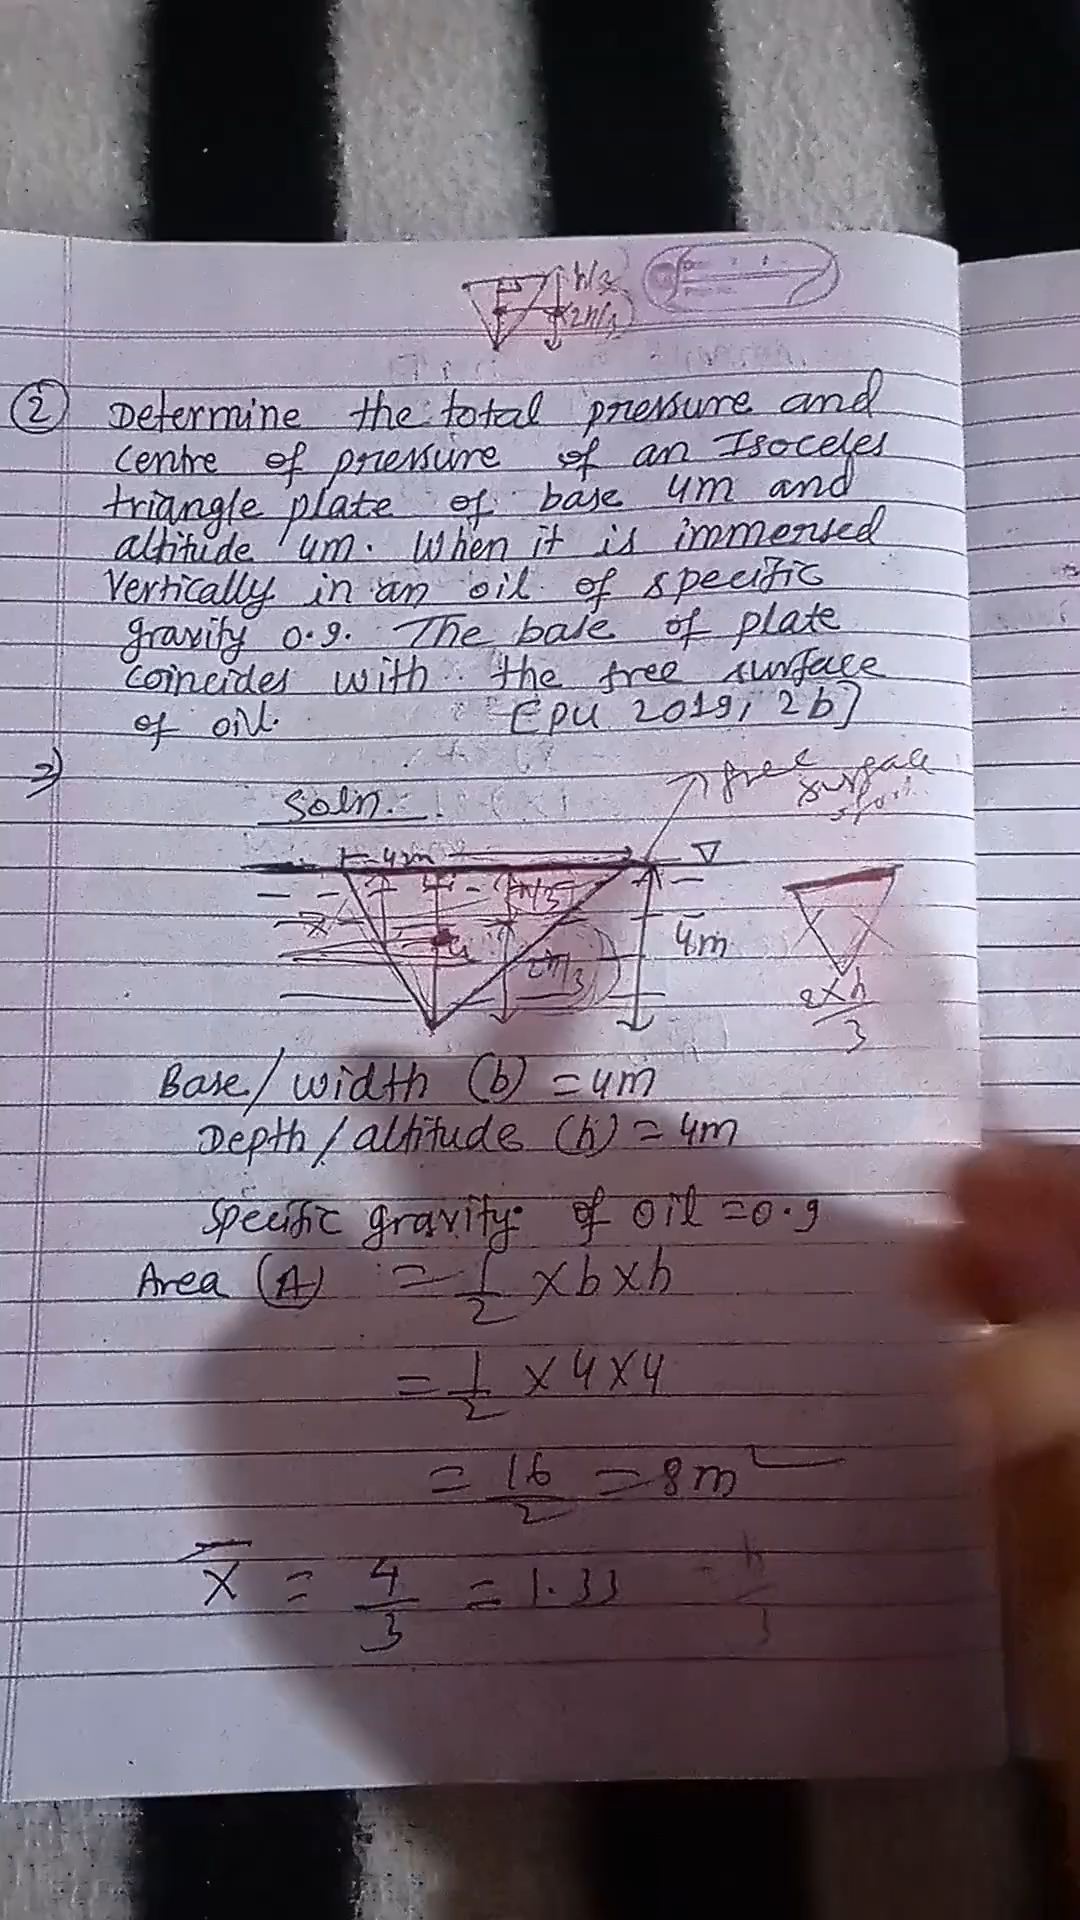 h/3
2h/3
② Determine the total pressure and
centre of pressure of an Isoceles
triangle plate of base 4m and
altitude 4m. When it is immersed
vertically in an oil of specific
gravity 0.9. The base of plate
coincides with the free surface
of oil. [PU 2019, 2b]
⇒
free
surface
Soln.
4m
h/3
x̄
G
4m
2h/3
2×h/3
Base/width (b) = 4m
Depth/altitude (h) = 4m
Specific gravity of oil = 0.9
Area (A) = 1/2 × b × h
= 1/2 × 4 × 4
= 16/2 = 8m²
x̄ = 4/3 = 1.33 h/3